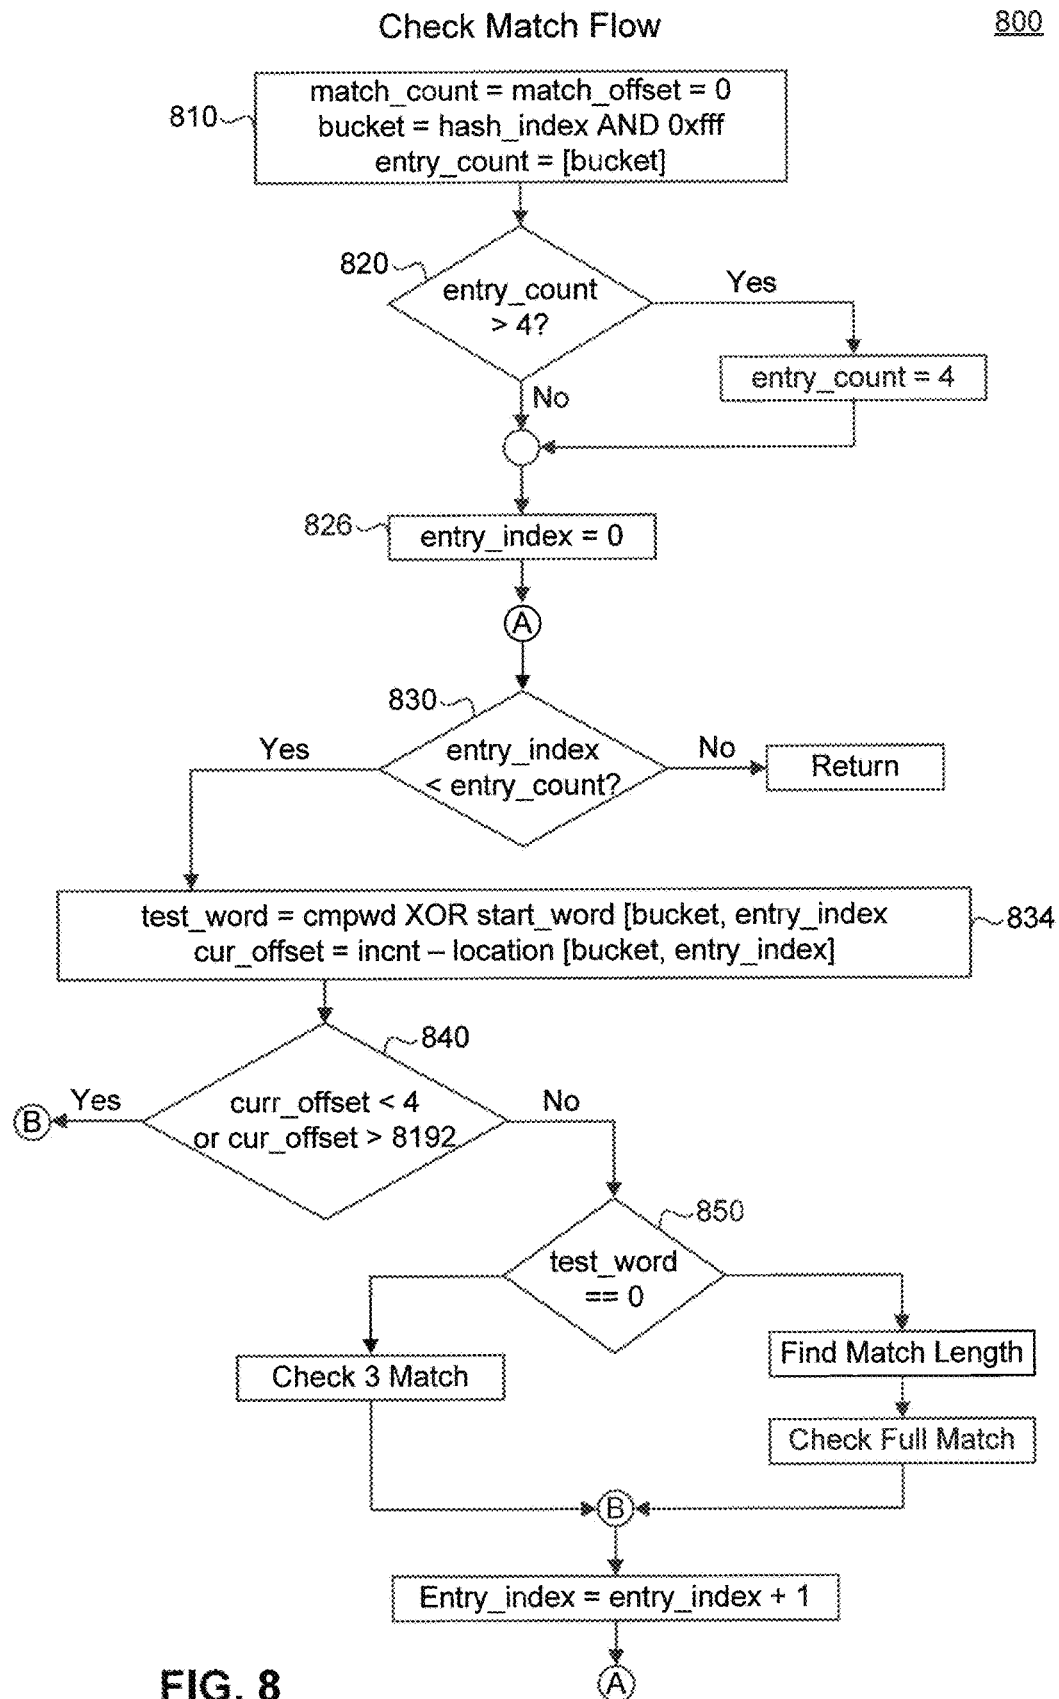 Check Match Flow
800
810
match_count = match_offset = 0
bucket = hash_index AND 0xfff
entry_count = [bucket]
820
entry_count
> 4?
Yes
entry_count = 4
No
826
entry_index = 0
A
830
entry_index
< entry_count?
Yes
No
Return
test_word = cmpwd XOR start_word [bucket, entry_index
cur_offset = incnt – location [bucket, entry_index]
834
840
curr_offset < 4
or cur_offset > 8192
Yes
B
No
850
test_word
== 0
Check 3 Match
Find Match Length
Check Full Match
B
Entry_index = entry_index + 1
A
FIG. 8